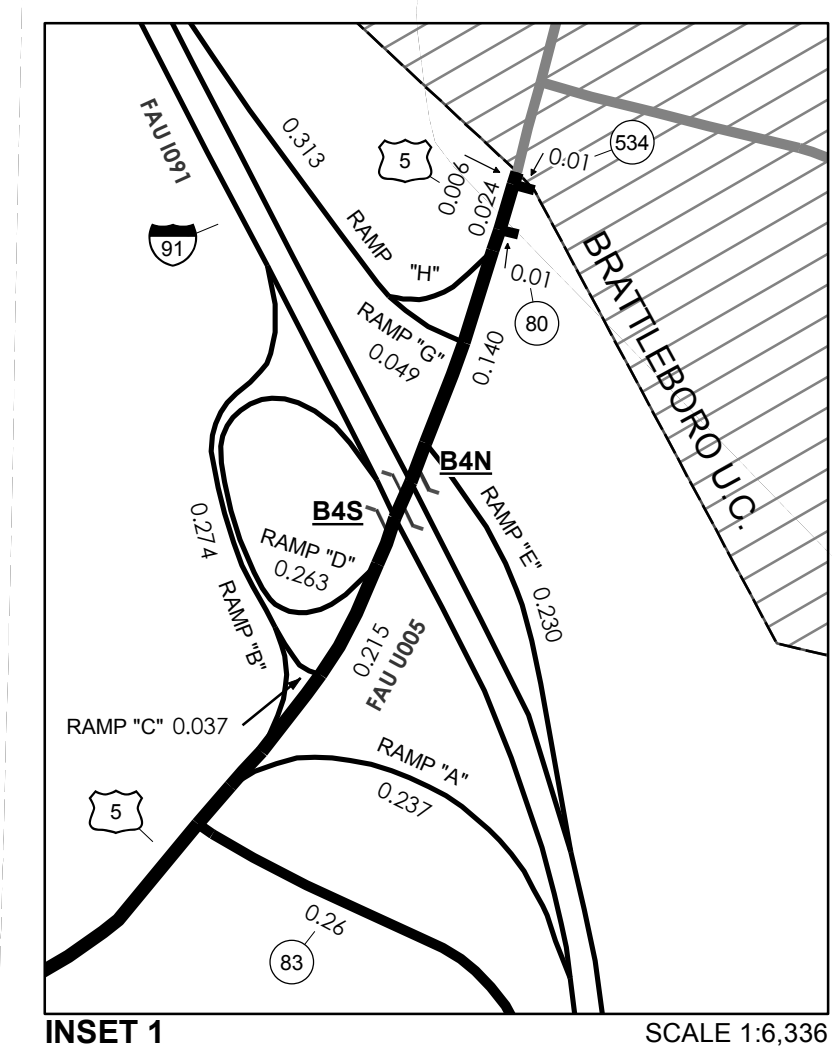 FAU I091
0.313
5
0.006
0.024
0.01
534
91
RAMP "H"
0.01
80
BRATTLEBORO U.C.
RAMP "G"
0.049
0.140
B4N
B4S
RAMP "E"
0.230
RAMP "D"
0.263
0.274
RAMP "B"
0.215
FAU U005
RAMP "C" 0.037
RAMP "A"
0.237
5
0.26
83
INSET 1
SCALE 1:6,336